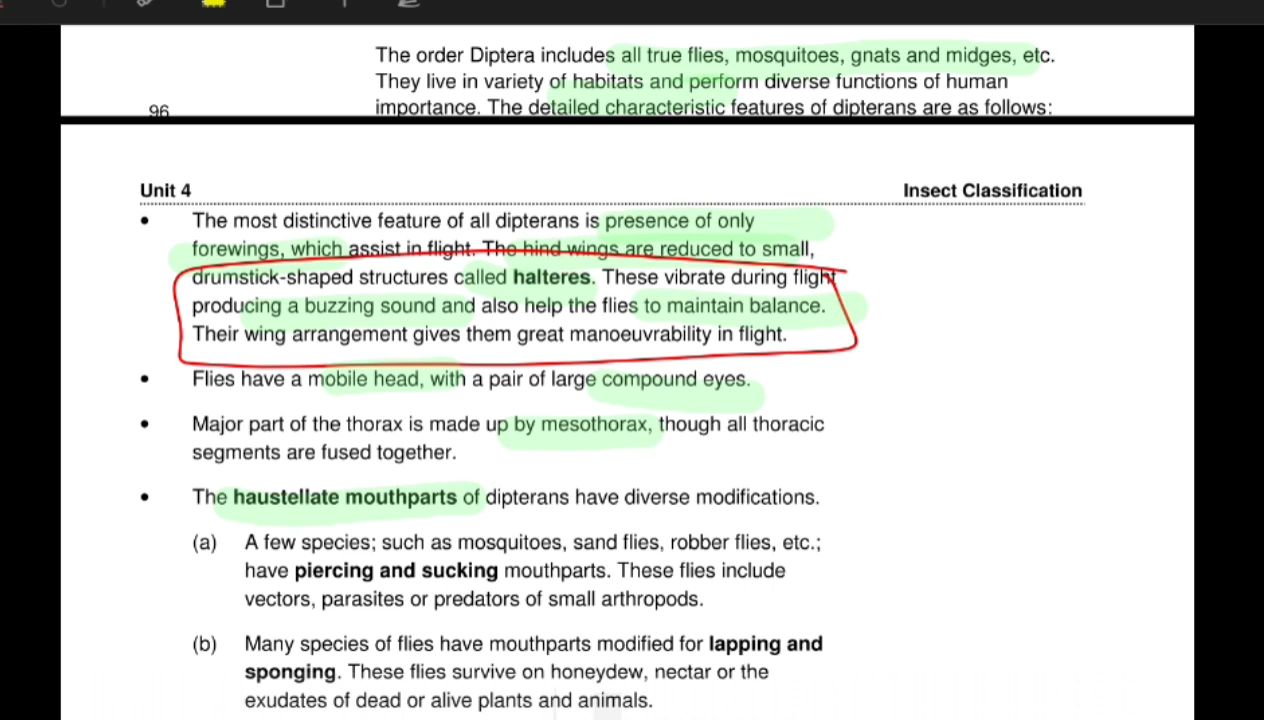 The order Diptera includes all true flies, mosquitoes, gnats and midges, etc.
They live in variety of habitats and perform diverse functions of human
importance. The detailed characteristic features of dipterans are as follows:
96
Unit 4 Insect Classification
• The most distinctive feature of all dipterans is presence of only
forewings, which assist in flight. The hind wings are reduced to small,
drumstick-shaped structures called halteres. These vibrate during flight
producing a buzzing sound and also help the flies to maintain balance.
Their wing arrangement gives them great manoeuvrability in flight.
• Flies have a mobile head, with a pair of large compound eyes.
• Major part of the thorax is made up by mesothorax, though all thoracic
segments are fused together.
• The haustellate mouthparts of dipterans have diverse modifications.
(a) A few species; such as mosquitoes, sand flies, robber flies, etc.;
have piercing and sucking mouthparts. These flies include
vectors, parasites or predators of small arthropods.
(b) Many species of flies have mouthparts modified for lapping and
sponging. These flies survive on honeydew, nectar or the
exudates of dead or alive plants and animals.